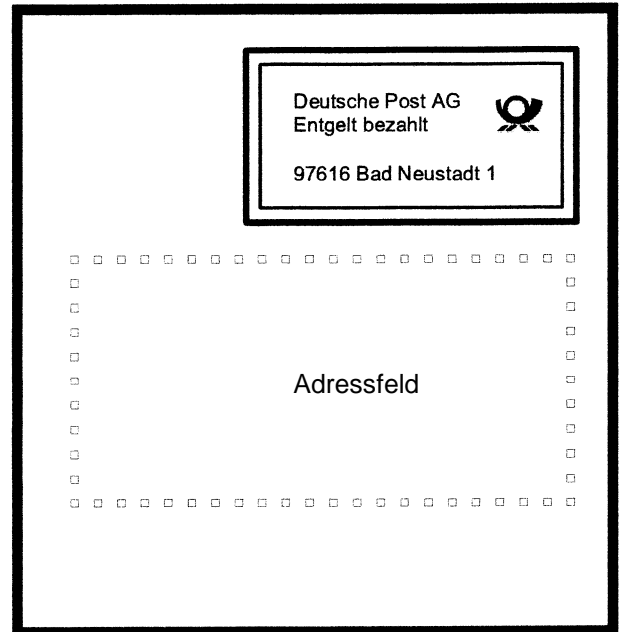 Deutsche Post AG
Entgelt bezahlt
97616 Bad Neustadt 1
Adressfeld